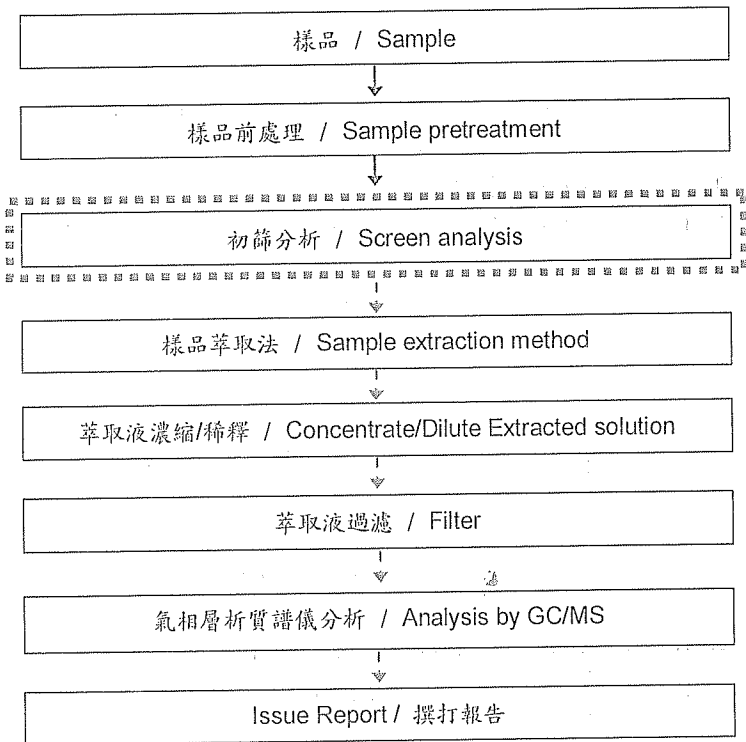 樣品 / Sample
樣品前處理 / Sample pretreatment
初篩分析 / Screen analysis
樣品萃取法 / Sample extraction method
萃取液濃縮/稀釋 / Concentrate/Dilute Extracted solution
萃取液過濾 / Filter
氣相層析質譜儀分析 / Analysis by GC/MS
Issue Report / 撰打報告